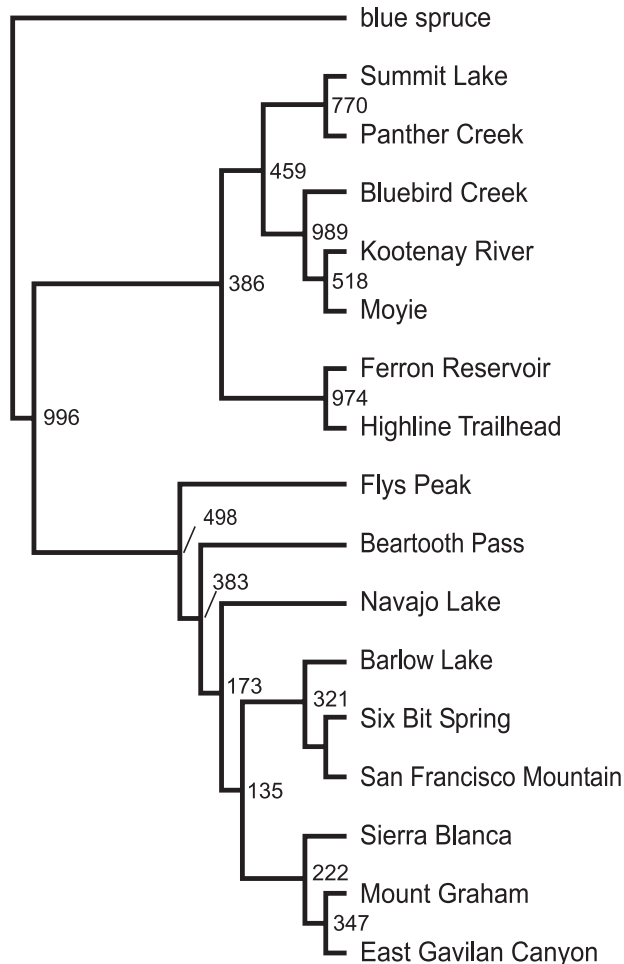 blue spruce
Summit Lake
770
Panther Creek
459
Bluebird Creek
989
Kootenay River
386
518
Moyie
Ferron Reservoir
974
996
Highline Trailhead
Flys Peak
498
Beartooth Pass
383
Navajo Lake
Barlow Lake
173
321
Six Bit Spring
San Francisco Mountain
135
Sierra Blanca
222
Mount Graham
347
East Gavilan Canyon